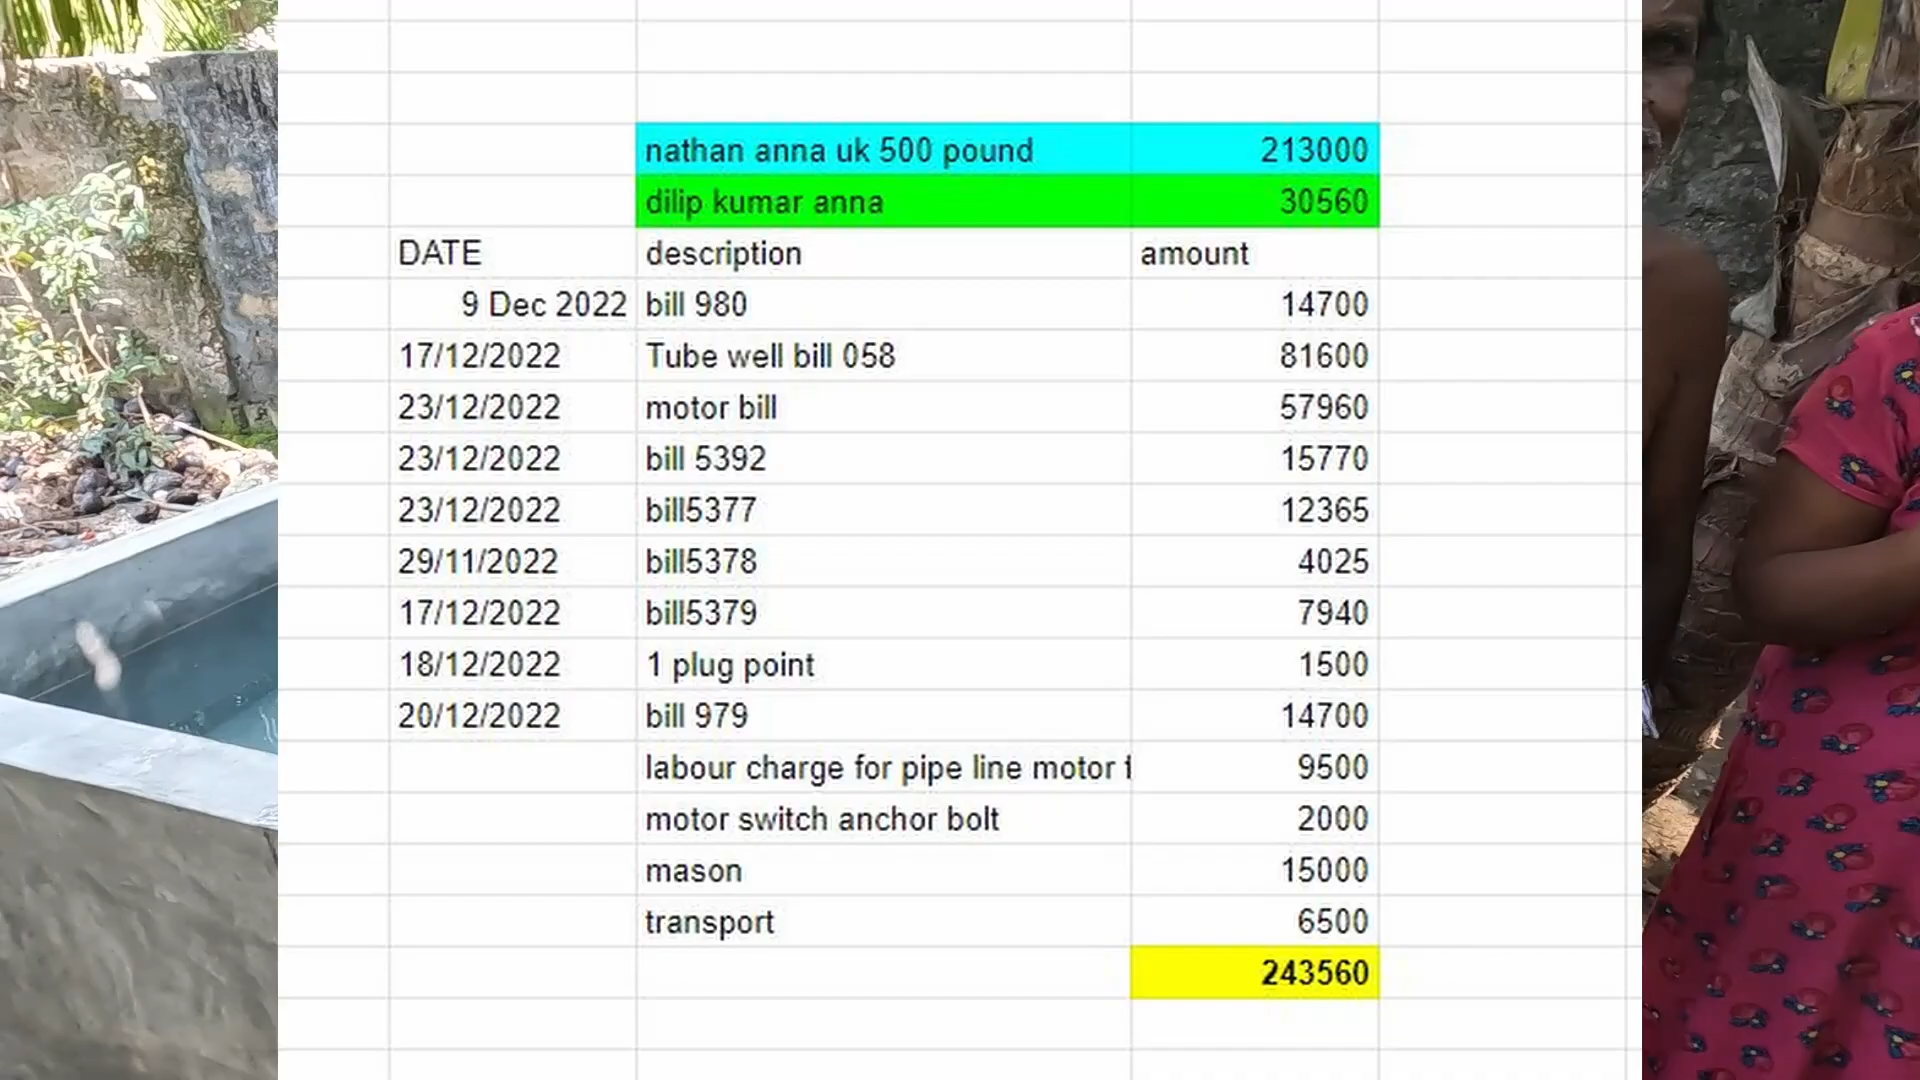 nathan anna uk 500 pound 213000
dilip kumar anna 30560
DATE description amount
9 Dec 2022 bill 980 14700
17/12/2022 Tube well bill 058 81600
23/12/2022 motor bill 57960
23/12/2022 bill 5392 15770
23/12/2022 bill5377 12365
29/11/2022 bill5378 4025
17/12/2022 bill5379 7940
18/12/2022 1 plug point 1500
20/12/2022 bill 979 14700
labour charge for pipe line motor 9500
motor switch anchor bolt 2000
mason 15000
transport 6500
243560